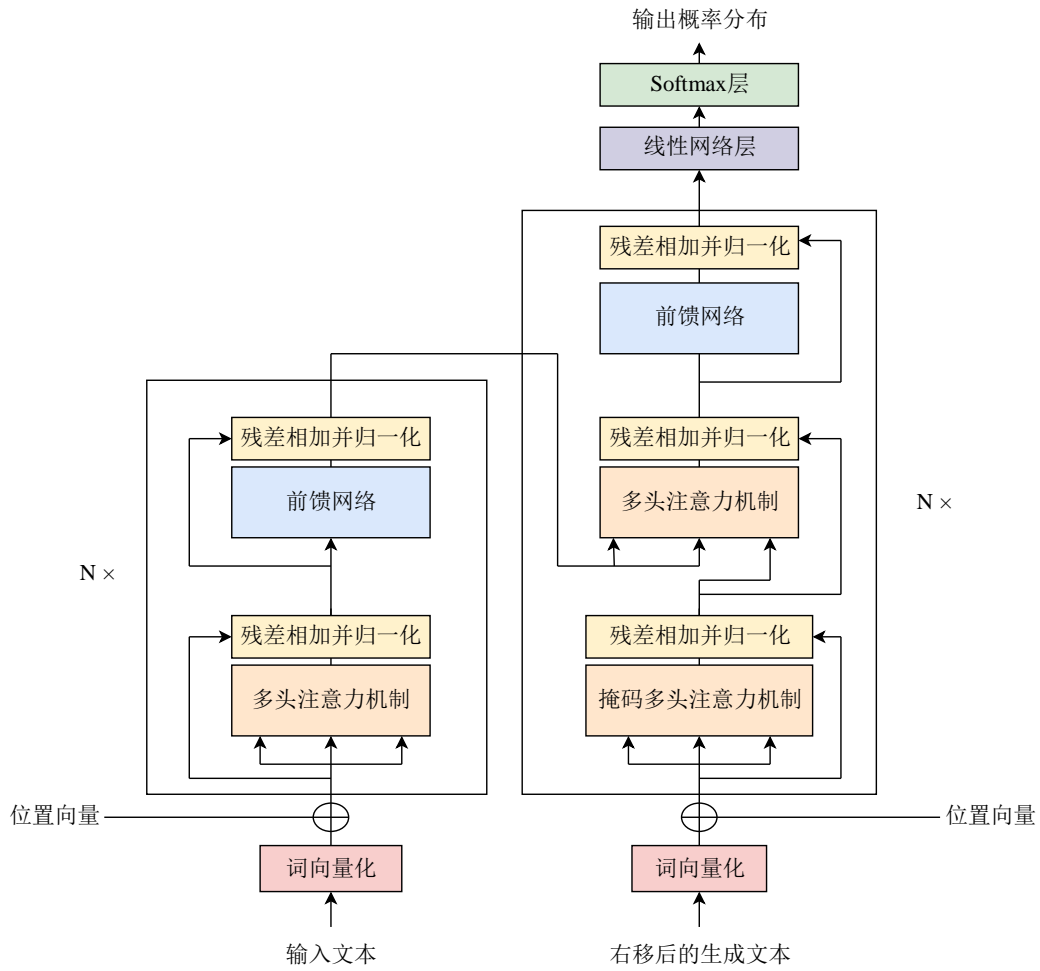 输出概率分布
Softmax层
线性网络层
残差相加并归一化
前馈网络
残差相加并归一化
多头注意力机制
N ×
残差相加并归一化
掩码多头注意力机制
位置向量
词向量化
右移后的生成文本
残差相加并归一化
前馈网络
N ×
残差相加并归一化
多头注意力机制
位置向量
词向量化
输入文本